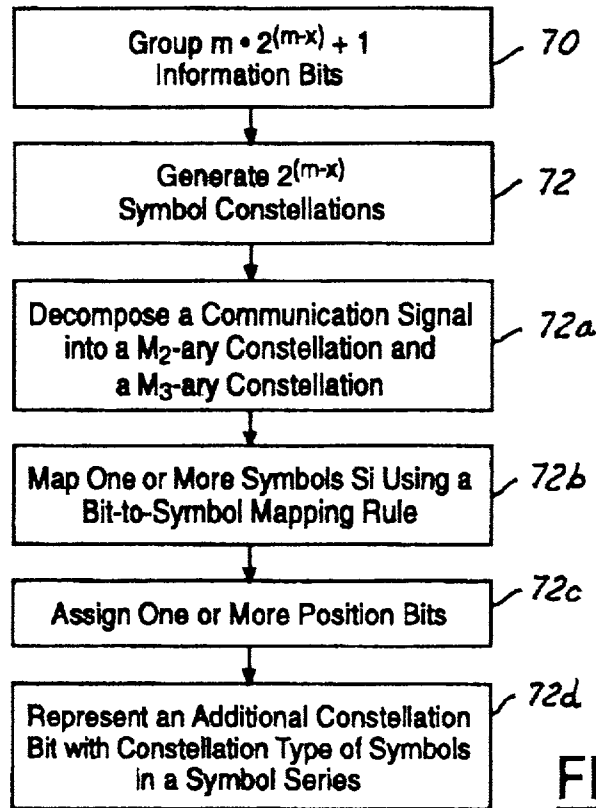 Group m • 2^(m-x) + 1
Information Bits
70
Generate 2^(m-x)
Symbol Constellations
72
Decompose a Communication Signal
into a M₂-ary Constellation and
a M₃-ary Constellation
72a
Map One or More Symbols Si Using a
Bit-to-Symbol Mapping Rule
72b
Assign One or More Position Bits
72c
Represent an Additional Constellation
Bit with Constellation Type of Symbols
in a Symbol Series
72d